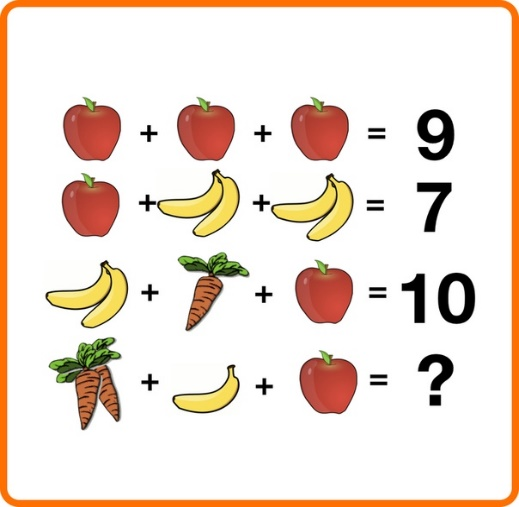 + + = 9
+ + = 7
+ + = 10
+ + = ?